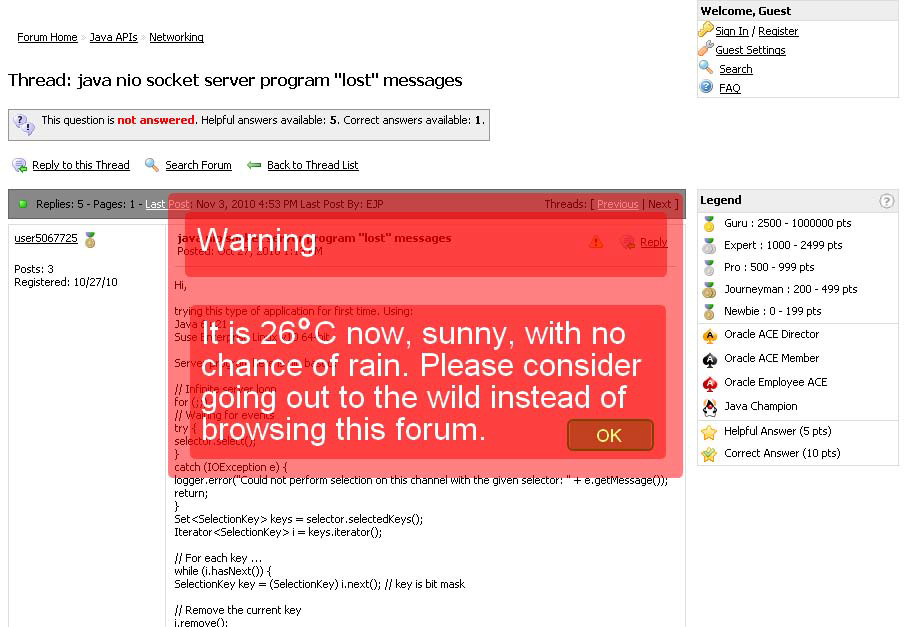 Welcome, Guest
Sign In / Register
Guest Settings
Search
FAQ
Forum Home » Java APIs » Networking
Thread: java nio socket server program "lost" messages
This question is not answered. Helpful answers available: 5. Correct answers available: 1.
Reply to this Thread Search Forum Back to Thread List
Replies: 5 - Pages: 1 - Last Post: Nov 3, 2010 4:53 PM Last Post By: EJP Threads: [ Previous | Next ]
user5067725
Posts: 3
Registered: 10/27/10
java nio socket server program "lost" messages
Posted: Oct 27, 2010 1:1 PM
Reply
Warning
Hi,
trying this type of application for first time. Using:
Java
Suse Enterprise Linux 64-bit
It is 26°C now, sunny, with no
chance of rain. Please consider
going out to the wild instead of
browsing this forum.
OK
Server
// Infinite server loop
for (;;)
// Waiting for events
try {
selector.select();
}
catch (IOException e) {
logger.error("Could not perform selection on this channel with the given selector: " + e.getMessage());
return;
}
Set<SelectionKey> keys = selector.selectedKeys();
Iterator<SelectionKey> i = keys.iterator();
// For each key ...
while (i.hasNext()) {
SelectionKey key = (SelectionKey) i.next(); // key is bit mask
// Remove the current key
i.remove();
Legend
Guru : 2500 - 1000000 pts
Expert : 1000 - 2499 pts
Pro : 500 - 999 pts
Journeyman : 200 - 499 pts
Newbie : 0 - 199 pts
Oracle ACE Director
Oracle ACE Member
Oracle Employee ACE
Java Champion
Helpful Answer (5 pts)
Correct Answer (10 pts)